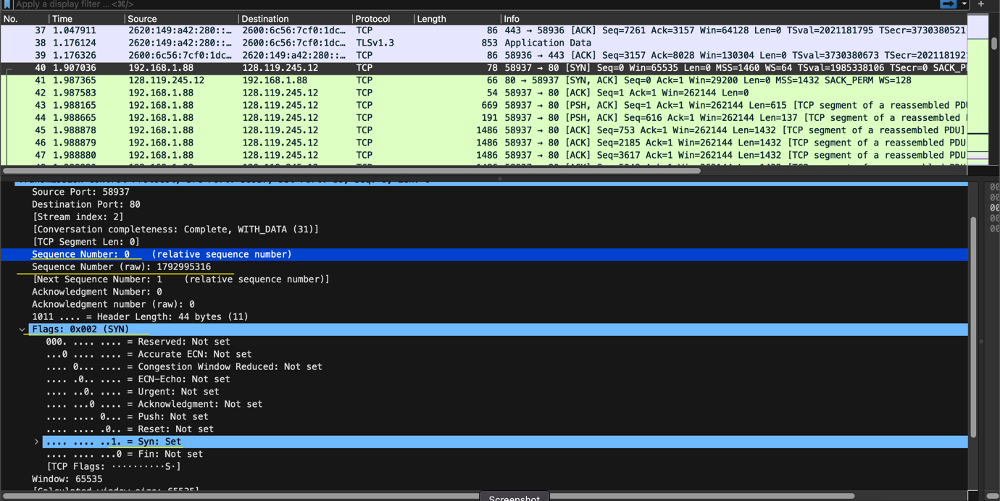 Apply a display filter ... <⌘/>
No. Time Source Destination Protocol Length Info
37 1.047911 2620:149:a42:280::… 2600:6c56:7cf0:1dc… TCP 86 443 → 58936 [ACK] Seq=7261 Ack=3157 Win=64128 Len=0 TSval=2021181795 TSecr=3730380521
38 1.176124 2620:149:a42:280::… 2600:6c56:7cf0:1dc… TLSv1.3 853 Application Data
39 1.176326 2600:6c56:7cf0:1dc… 2620:149:a42:280::… TCP 86 58936 → 443 [ACK] Seq=3157 Ack=8028 Win=130304 Len=0 TSval=3730380673 TSecr=202118192
40 1.907036 192.168.1.88 128.119.245.12 TCP 78 58937 → 80 [SYN] Seq=0 Win=65535 Len=0 MSS=1460 WS=64 TSval=1985338106 TSecr=0 SACK_P
41 1.987365 128.119.245.12 192.168.1.88 TCP 66 80 → 58937 [SYN, ACK] Seq=0 Ack=1 Win=29200 Len=0 MSS=1432 SACK_PERM WS=128
42 1.987583 192.168.1.88 128.119.245.12 TCP 54 58937 → 80 [ACK] Seq=1 Ack=1 Win=262144 Len=0
43 1.988165 192.168.1.88 128.119.245.12 TCP 669 58937 → 80 [PSH, ACK] Seq=1 Ack=1 Win=262144 Len=615 [TCP segment of a reassembled PDU
44 1.988665 192.168.1.88 128.119.245.12 TCP 191 58937 → 80 [PSH, ACK] Seq=616 Ack=1 Win=262144 Len=137 [TCP segment of a reassembled
45 1.988878 192.168.1.88 128.119.245.12 TCP 1486 58937 → 80 [ACK] Seq=753 Ack=1 Win=262144 Len=1432 [TCP segment of a reassembled PDU]
46 1.988879 192.168.1.88 128.119.245.12 TCP 1486 58937 → 80 [ACK] Seq=2185 Ack=1 Win=262144 Len=1432 [TCP segment of a reassembled PDU
47 1.988880 192.168.1.88 128.119.245.12 TCP 1486 58937 → 80 [ACK] Seq=3617 Ack=1 Win=262144 Len=1432 [TCP segment of a reassembled PDU
Source Port: 58937
Destination Port: 80
[Stream index: 2]
[Conversation completeness: Complete, WITH_DATA (31)]
[TCP Segment Len: 0]
Sequence Number: 0 (relative sequence number)
Sequence Number (raw): 1792995316
[Next Sequence Number: 1 (relative sequence number)]
Acknowledgment Number: 0
Acknowledgment number (raw): 0
1011 .... = Header Length: 44 bytes (11)
Flags: 0x002 (SYN)
000. .... .... = Reserved: Not set
...0 .... .... = Accurate ECN: Not set
.... 0... .... = Congestion Window Reduced: Not set
.... .0.. .... = ECN-Echo: Not set
.... ..0. .... = Urgent: Not set
.... ...0 .... = Acknowledgment: Not set
.... .... 0... = Push: Not set
.... .... .0.. = Reset: Not set
.... .... ..1. = Syn: Set
.... .... ...0 = Fin: Not set
[TCP Flags: ··········S·]
Window: 65535
[Calculated window size: 65535]
Screenshot
00
00
00
00
00